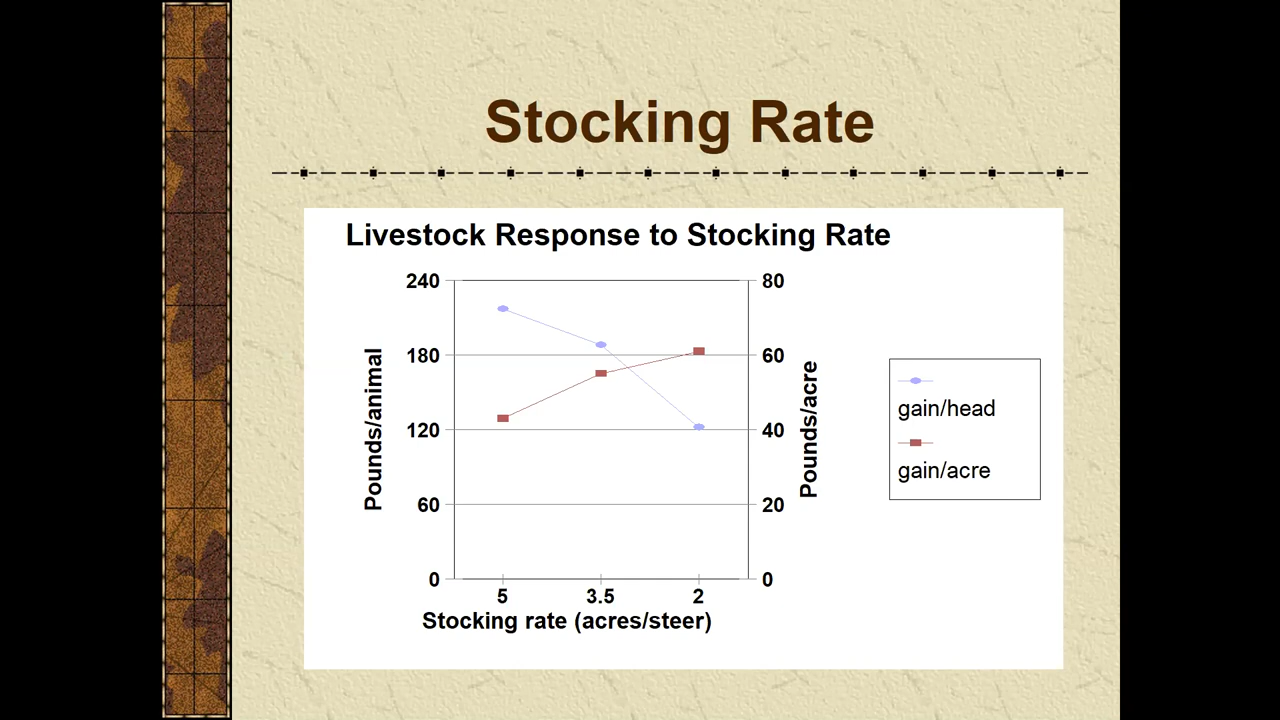 Stocking Rate
Livestock Response to Stocking Rate
240
180
120
60
0
Pounds/animal
80
60
40
20
0
Pounds/acre
5 3.5 2
Stocking rate (acres/steer)
gain/head
gain/acre